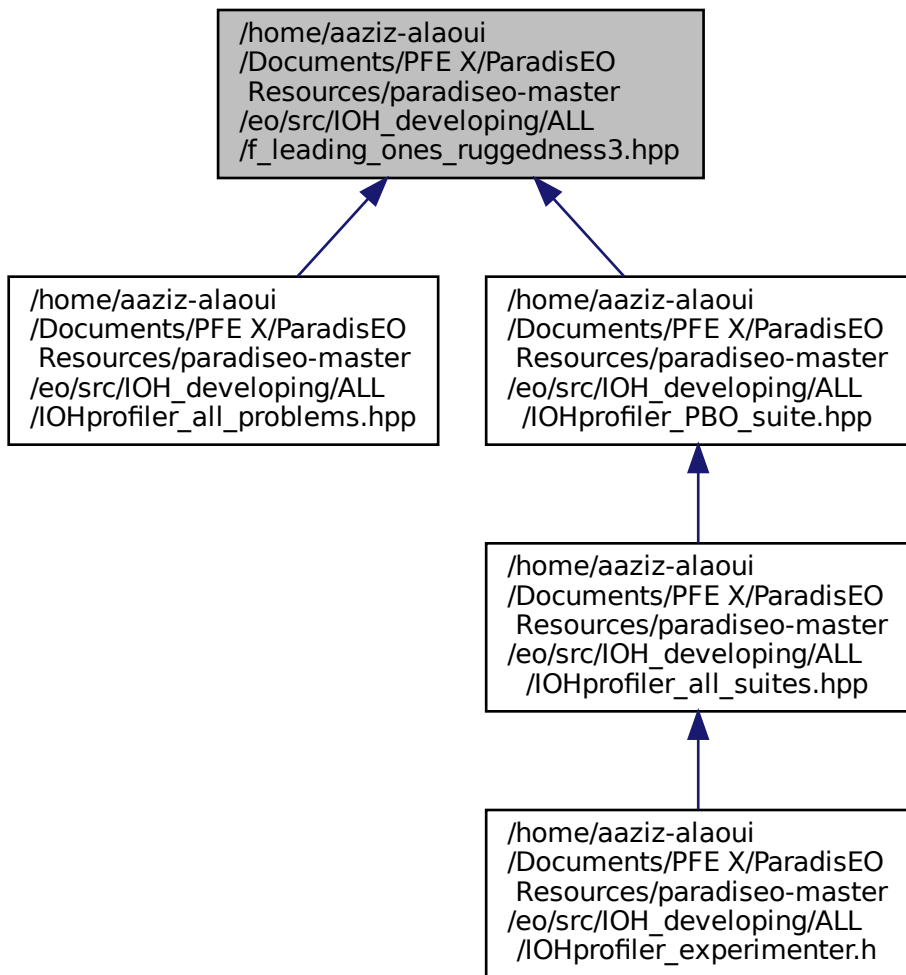 /home/aaziz-alaoui
/Documents/PFE X/ParadisEO
Resources/paradiseo-master
/eo/src/IOH_developing/ALL
/f_leading_ones_ruggedness3.hpp
/home/aaziz-alaoui
/Documents/PFE X/ParadisEO
Resources/paradiseo-master
/eo/src/IOH_developing/ALL
/IOHprofiler_all_problems.hpp
/home/aaziz-alaoui
/Documents/PFE X/ParadisEO
Resources/paradiseo-master
/eo/src/IOH_developing/ALL
/IOHprofiler_PBO_suite.hpp
/home/aaziz-alaoui
/Documents/PFE X/ParadisEO
Resources/paradiseo-master
/eo/src/IOH_developing/ALL
/IOHprofiler_all_suites.hpp
/home/aaziz-alaoui
/Documents/PFE X/ParadisEO
Resources/paradiseo-master
/eo/src/IOH_developing/ALL
/IOHprofiler_experimenter.h